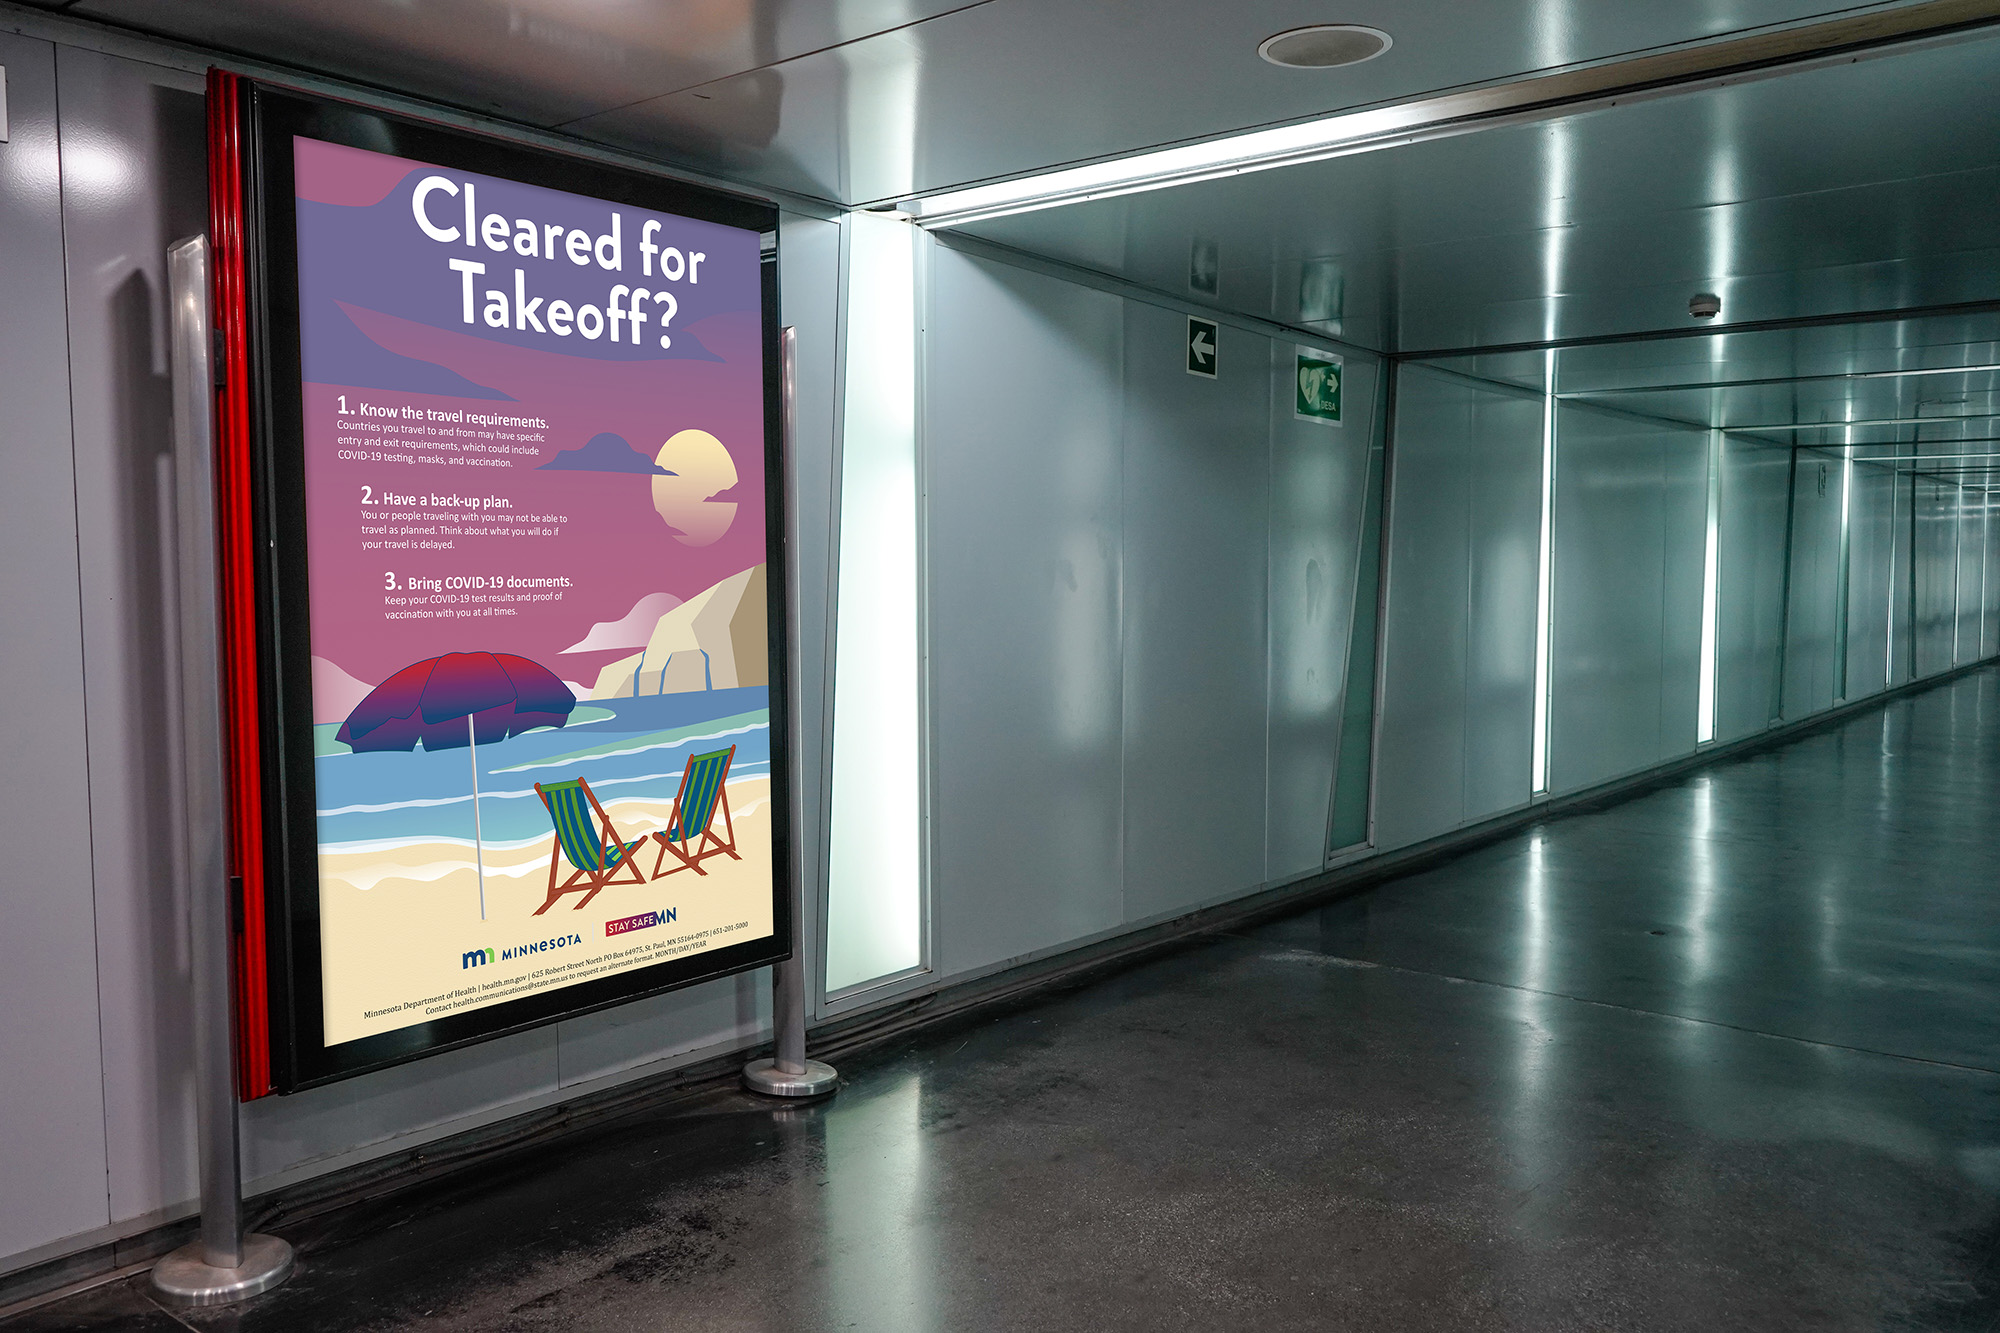 Cleared for
Takeoff?
1. Know the travel requirements.
Countries you travel to and from may have specific
entry and exit requirements, which could include
COVID-19 testing, masks, and vaccination.
2. Have a back-up plan.
You or people traveling with you may not be able to
travel as planned. Think about what you will do if
your travel is delayed.
3. Bring COVID-19 documents.
Keep your COVID-19 test results and proof of
vaccination with you at all times.
mn MINNESOTA
STAY SAFE MN
Minnesota Department of Health | health.mn.gov | 625 Robert Street North PO Box 64975, St. Paul, MN 55164-0975 | 651-201-5000
Contact health.communications@state.mn.us to request an alternate format. MONTH/DAY/YEAR
DESA